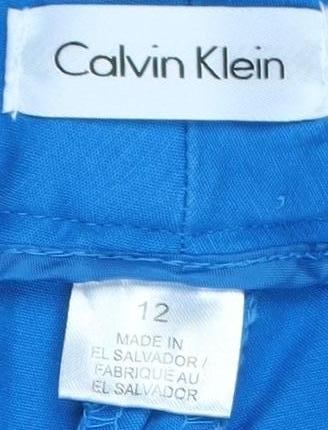 Calvin Klein
12
MADE IN
EL SALVADOR /
FABRIQUE AU
EL SALVADOR